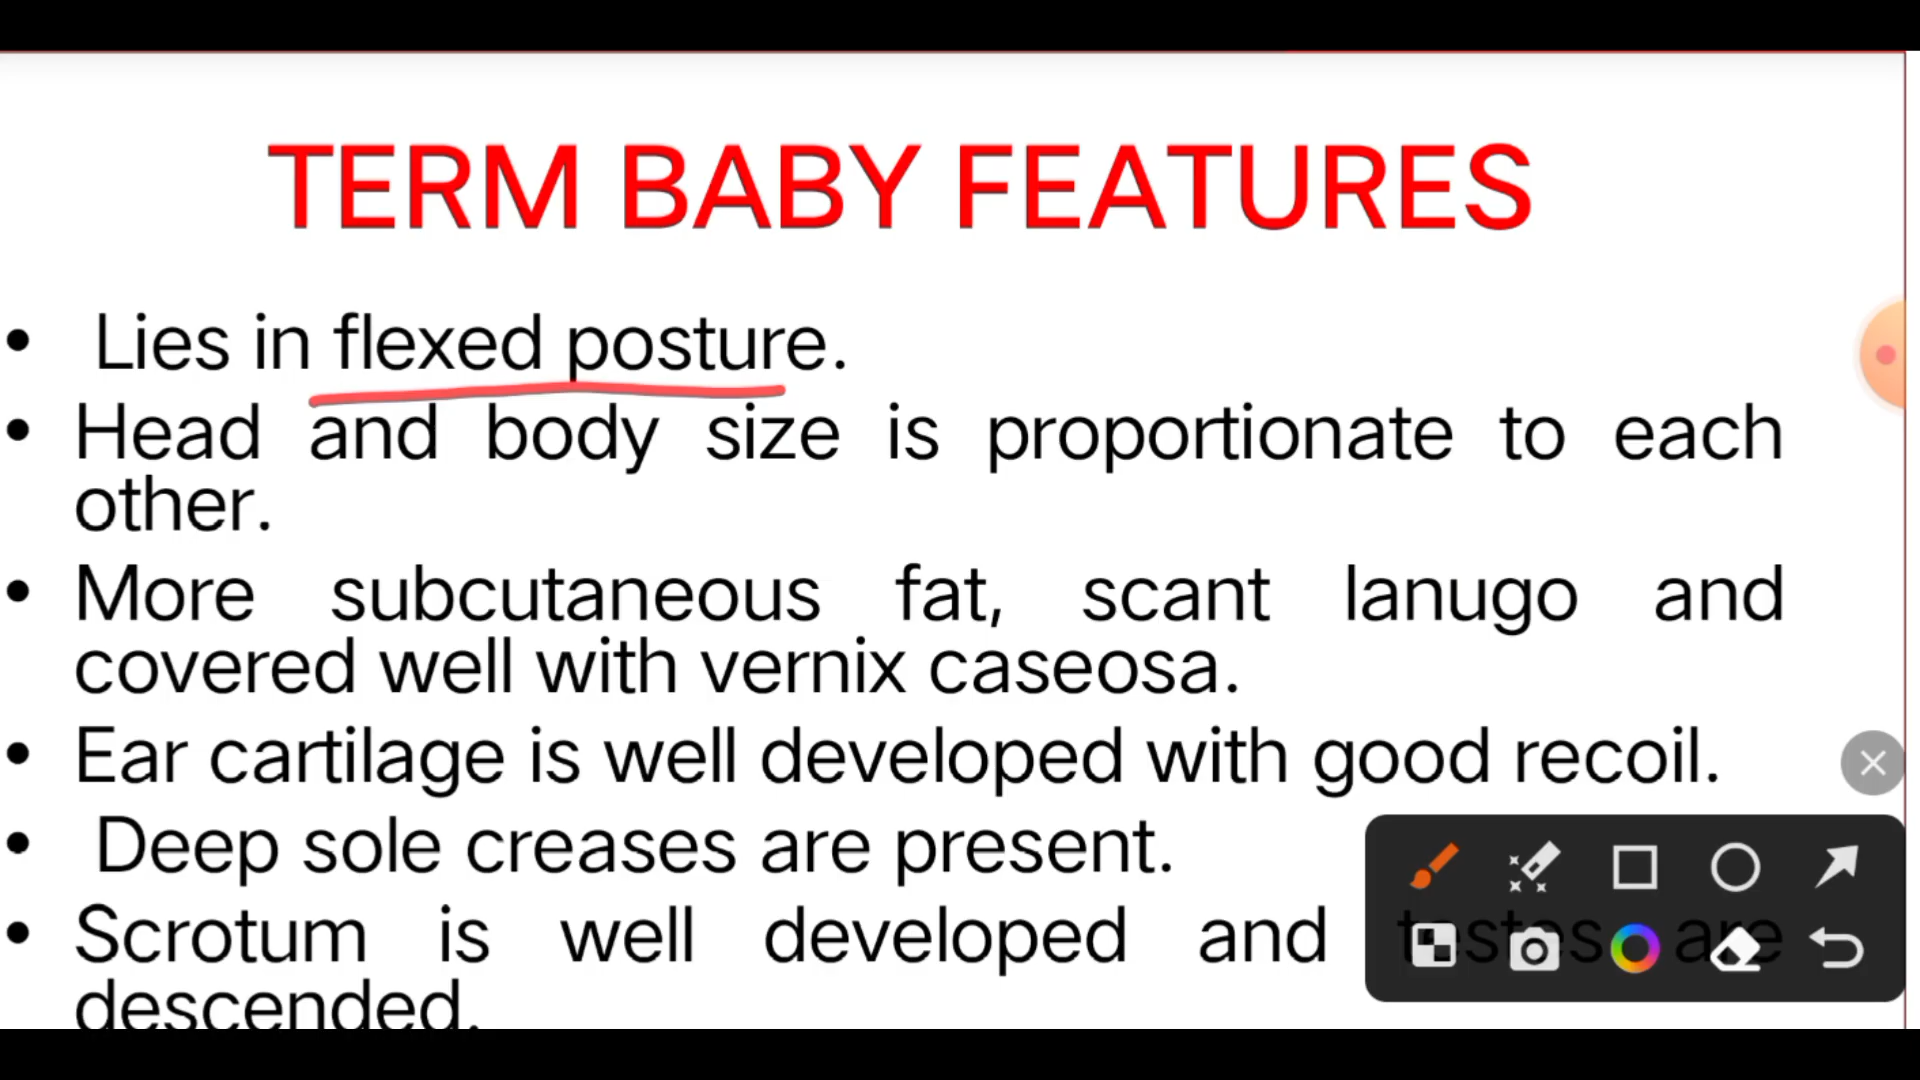 TERM BABY FEATURES
• Lies in flexed posture.
• Head and body size is proportionate to each
other.
• More subcutaneous fat, scant lanugo and
covered well with vernix caseosa.
• Ear cartilage is well developed with good recoil.
• Deep sole creases are present.
• Scrotum is well developed and testes are
descended.